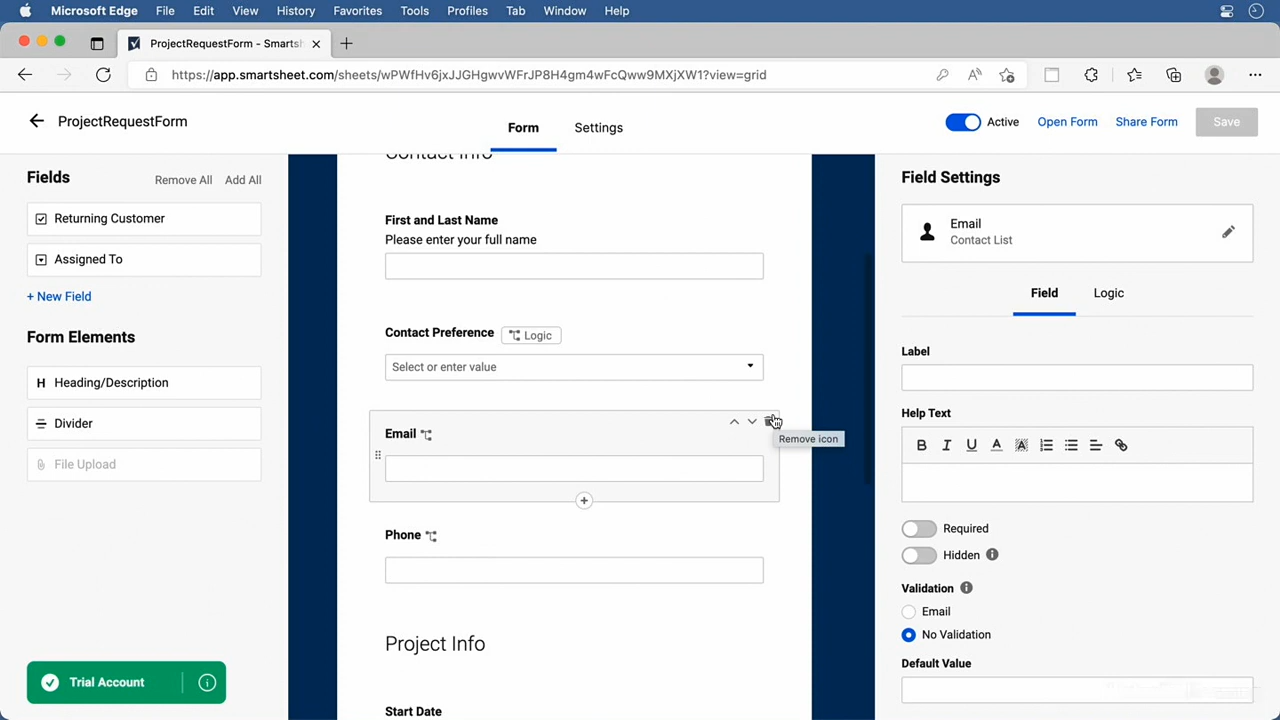 Microsoft Edge File Edit View History Favorites Tools Profiles Tab Window Help
ProjectRequestForm - Smarts
https://app.smartsheet.com/sheets/wPWfHv6jxJJGHgwvWFrJP8H4gm4wFcQww9MXjXW1?view=grid
ProjectRequestForm
Form
Settings
Active
Open Form
Share Form
Save
Fields
Remove All
Add All
Returning Customer
Assigned To
+ New Field
Form Elements
H Heading/Description
Divider
File Upload
Trial Account
Contact Info
First and Last Name
Please enter your full name
Contact Preference
Logic
Select or enter value
Email
Remove icon
Phone
Project Info
Start Date
Field Settings
Email
Contact List
Field
Logic
Label
Help Text
B I U A A
Required
Hidden
Validation
Email
No Validation
Default Value